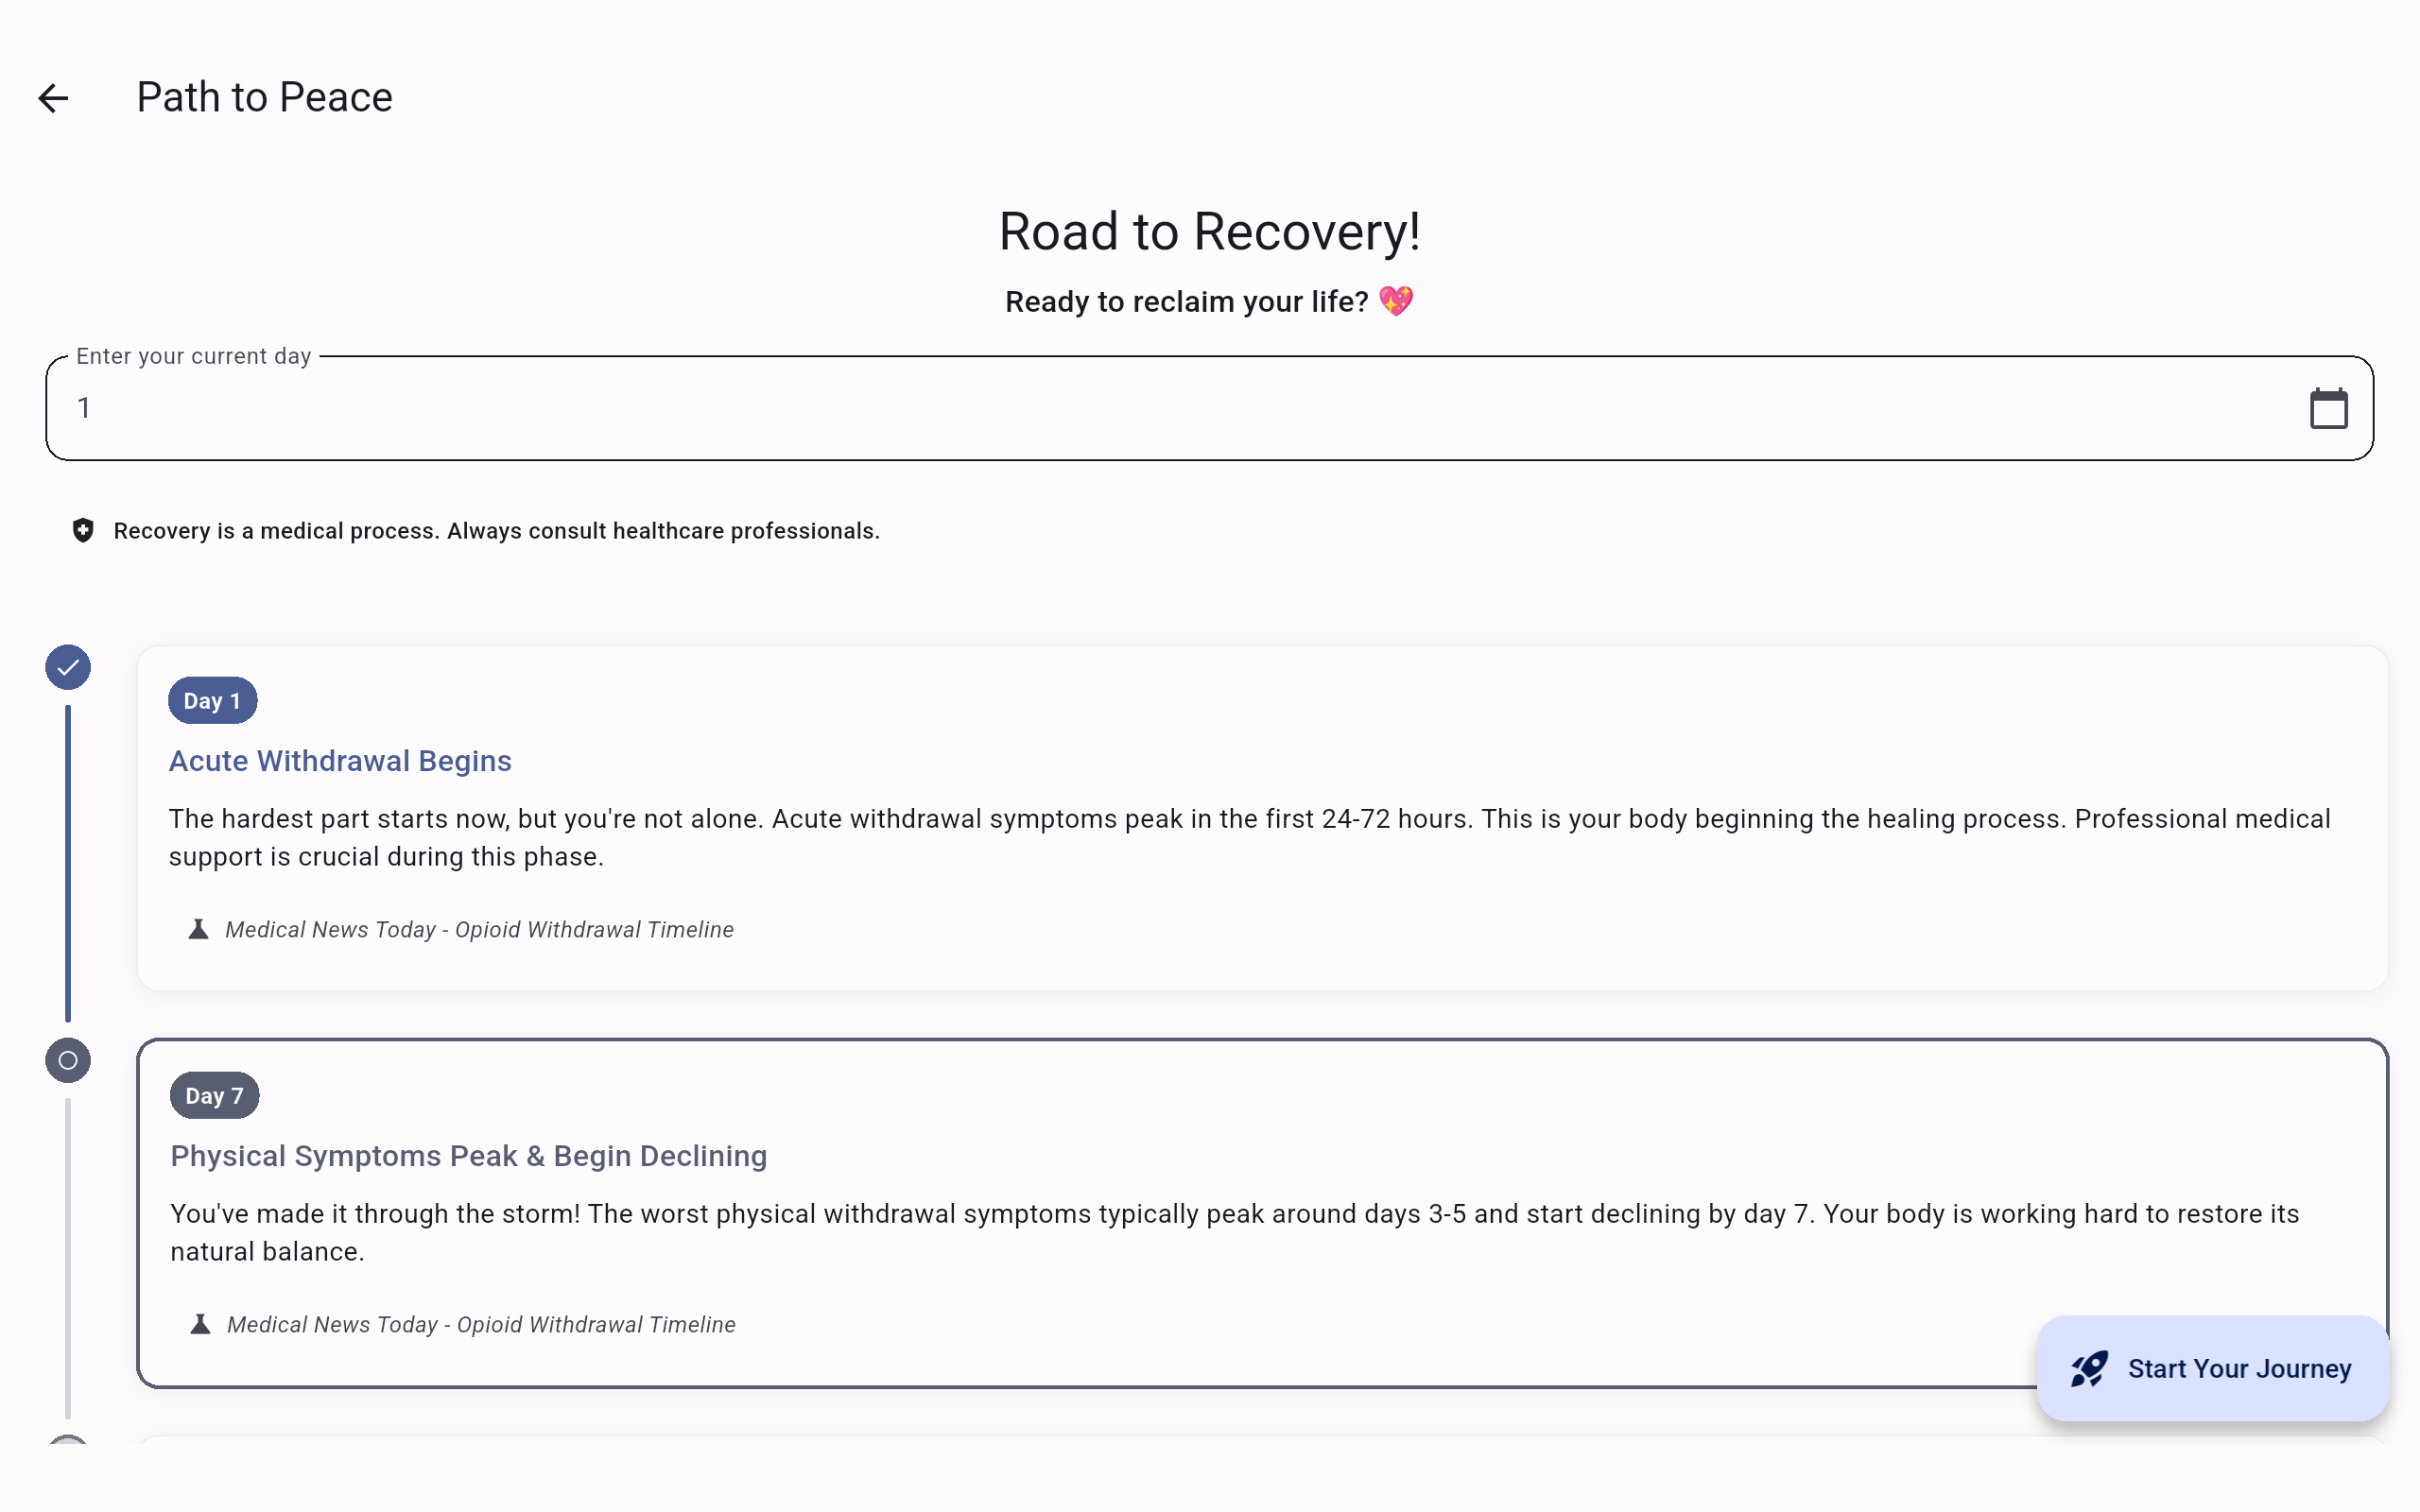 Path to Peace
Road to Recovery!
Ready to reclaim your life? 💖
Enter your current day
1
Recovery is a medical process. Always consult healthcare professionals.
Day 1
Acute Withdrawal Begins
The hardest part starts now, but you're not alone. Acute withdrawal symptoms peak in the first 24-72 hours. This is your body beginning the healing process. Professional medical
support is crucial during this phase.
Medical News Today - Opioid Withdrawal Timeline
Day 7
Physical Symptoms Peak & Begin Declining
You've made it through the storm! The worst physical withdrawal symptoms typically peak around days 3-5 and start declining by day 7. Your body is working hard to restore its
natural balance.
Medical News Today - Opioid Withdrawal Timeline
Start Your Journey